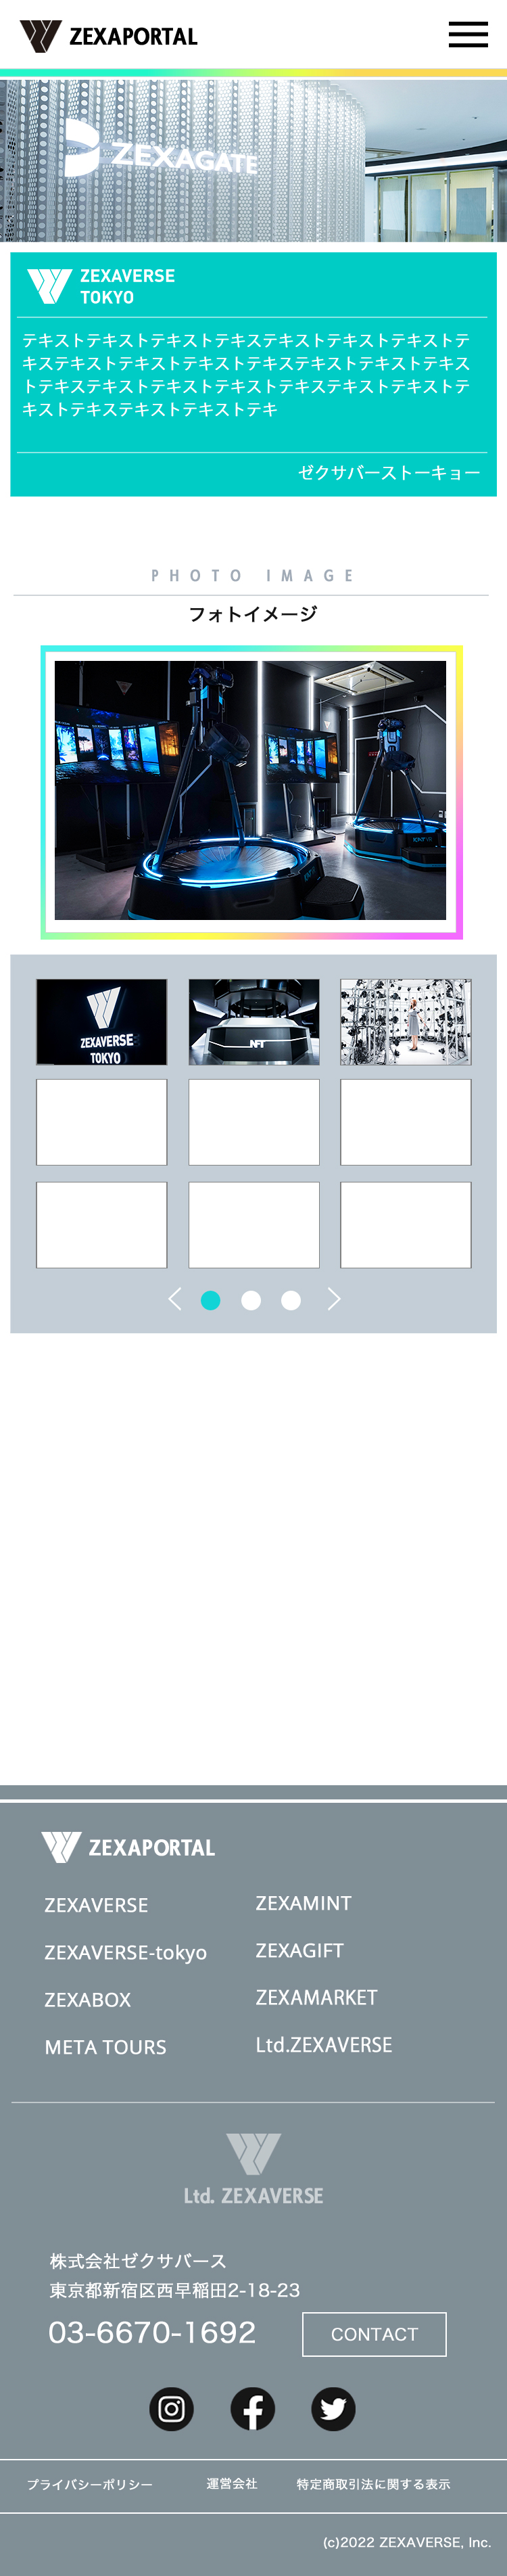 ZEXAPORTAL
ZEXAGATE
ZEXAVERSE
TOKYO
テキストテキストテキストテキステキストテキストテキストテ
キステキストテキストテキストテキステキストテキストテキス
トテキステキストテキストテキストテキステキストテキストテ
キストテキステキストテキストテキ
ゼクサバーストーキョー
PHOTO IMAGE
フォトイメージ
KAT VR
ZEXAVERSE
TOKYO
NFT
ZEXAPORTAL
ZEXAVERSE
ZEXAMINT
ZEXAVERSE-tokyo
ZEXAGIFT
ZEXABOX
ZEXAMARKET
META TOURS
Ltd.ZEXAVERSE
Ltd. ZEXAVERSE
株式会社ゼクサバース
東京都新宿区西早稲田2-18-23
03-6670-1692
CONTACT
プライバシーポリシー
運営会社
特定商取引法に関する表示
(c)2022 ZEXAVERSE, Inc.